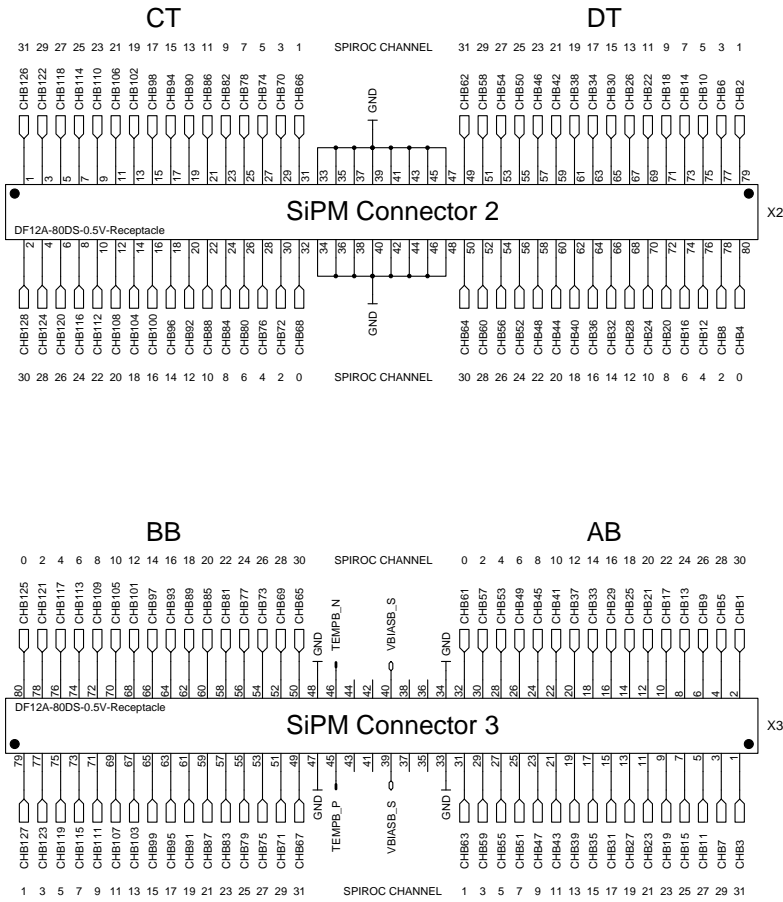 CT DT
31 29 27 25 23 21 19 17 15 13 11 9 7 5 3 1 SPIROC CHANNEL 31 29 27 25 23 21 19 17 15 13 11 9 7 5 3 1
CHB126 CHB122 CHB118 CHB114 CHB110 CHB106 CHB102 CHB98 CHB94 CHB90 CHB86 CHB82 CHB78 CHB74 CHB70 CHB66 GND CHB62 CHB58 CHB54 CHB50 CHB46 CHB42 CHB38 CHB34 CHB30 CHB26 CHB22 CHB18 CHB14 CHB10 CHB6 CHB2
1 3 5 7 9 11 13 15 17 19 21 23 25 27 29 31 33 35 37 39 41 43 45 47 49 51 53 55 57 59 61 63 65 67 69 71 73 75 77 79
SiPM Connector 2 X2
DF12A-80DS-0.5V-Receptacle
2 4 6 8 10 12 14 16 18 20 22 24 26 28 30 32 34 36 38 40 42 44 46 48 50 52 54 56 58 60 62 64 66 68 70 72 74 76 78 80
CHB128 CHB124 CHB120 CHB116 CHB112 CHB108 CHB104 CHB100 CHB96 CHB92 CHB88 CHB84 CHB80 CHB76 CHB72 CHB68 GND CHB64 CHB60 CHB56 CHB52 CHB48 CHB44 CHB40 CHB36 CHB32 CHB28 CHB24 CHB20 CHB16 CHB12 CHB8 CHB4
30 28 26 24 22 20 18 16 14 12 10 8 6 4 2 0 SPIROC CHANNEL 30 28 26 24 22 20 18 16 14 12 10 8 6 4 2 0
BB AB
0 2 4 6 8 10 12 14 16 18 20 22 24 26 28 30 SPIROC CHANNEL 0 2 4 6 8 10 12 14 16 18 20 22 24 26 28 30
CHB125 CHB121 CHB117 CHB113 CHB109 CHB105 CHB101 CHB97 CHB93 CHB89 CHB85 CHB81 CHB77 CHB73 CHB69 CHB65 GND TEMPB_N VBIASB_S GND CHB61 CHB57 CHB53 CHB49 CHB45 CHB41 CHB37 CHB33 CHB29 CHB25 CHB21 CHB17 CHB13 CHB9 CHB5 CHB1
80 78 76 74 72 70 68 66 64 62 60 58 56 54 52 50 48 46 44 42 40 38 36 34 32 30 28 26 24 22 20 18 16 14 12 10 8 6 4 2
DF12A-80DS-0.5V-Receptacle
SiPM Connector 3 X3
79 77 75 73 71 69 67 65 63 61 59 57 55 53 51 49 47 45 43 41 39 37 35 33 31 29 27 25 23 21 19 17 15 13 11 9 7 5 3 1
CHB127 CHB123 CHB119 CHB115 CHB111 CHB107 CHB103 CHB99 CHB95 CHB91 CHB87 CHB83 CHB79 CHB75 CHB71 CHB67 GND TEMPB_P VBIASB_S GND CHB63 CHB59 CHB55 CHB51 CHB47 CHB43 CHB39 CHB35 CHB31 CHB27 CHB23 CHB19 CHB15 CHB11 CHB7 CHB3
1 3 5 7 9 11 13 15 17 19 21 23 25 27 29 31 SPIROC CHANNEL 1 3 5 7 9 11 13 15 17 19 21 23 25 27 29 31